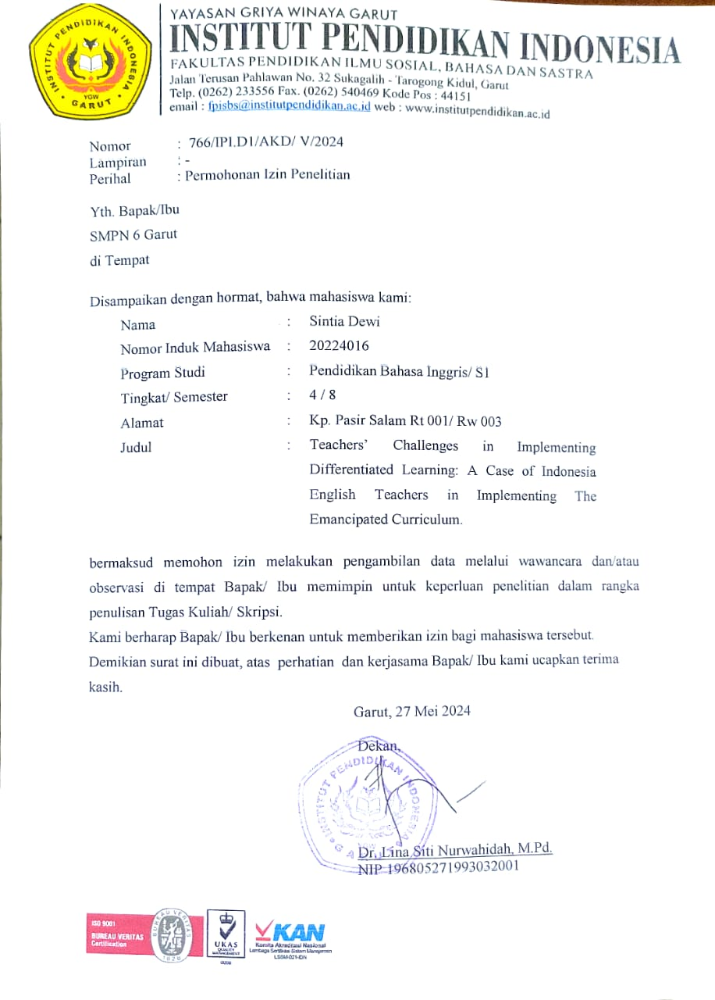 YAYASAN GRIYA WINAYA GARUT
INSTITUT PENDIDIKAN INDONESIA
FAKULTAS PENDIDIKAN ILMU SOSIAL, BAHASA DAN SASTRA
Jalan Terusan Pahlawan No. 32 Sukagalih - Tarogong Kidul, Garut
Telp. (0262) 233556 Fax. (0262) 540469 Kode Pos : 44151
email : fpisbs@institutpendidikan.ac.id web : www.institutpendidikan.ac.id
INSTITUT PENDIDIKAN INDONESIA
YGW
• GARUT •
Nomor : 766/IPI.D1/AKD/ V/2024
Lampiran : -
Perihal : Permohonan Izin Penelitian
Yth. Bapak/Ibu
SMPN 6 Garut
di Tempat
Disampaikan dengan hormat, bahwa mahasiswa kami:
Nama : Sintia Dewi
Nomor Induk Mahasiswa : 20224016
Program Studi : Pendidikan Bahasa Inggris/ S1
Tingkat/ Semester : 4 / 8
Alamat : Kp. Pasir Salam Rt 001/ Rw 003
Judul : Teachers' Challenges in Implementing
Differentiated Learning: A Case of Indonesia
English Teachers in Implementing The
Emancipated Curriculum.
bermaksud memohon izin melakukan pengambilan data melalui wawancara dan/atau
observasi di tempat Bapak/ Ibu memimpin untuk keperluan penelitian dalam rangka
penulisan Tugas Kuliah/ Skripsi.
Kami berharap Bapak/ Ibu berkenan untuk memberikan izin bagi mahasiswa tersebut.
Demikian surat ini dibuat, atas perhatian dan kerjasama Bapak/ Ibu kami ucapkan terima
kasih.
Garut, 27 Mei 2024
Dekan,
INSTITUT PENDIDIKAN INDONESIA
YGW
GARUT
Dr. Lina Siti Nurwahidah, M.Pd.
NIP 196805271993032001
ISO 9001
BUREAU VERITAS
Certification
BUREAU VERITAS
1828
UKAS
QUALITY
MANAGEMENT
KAN
Komite Akreditasi Nasional
Lembaga Sertifikasi Sistem Manajemen
LSSM-021-IDN